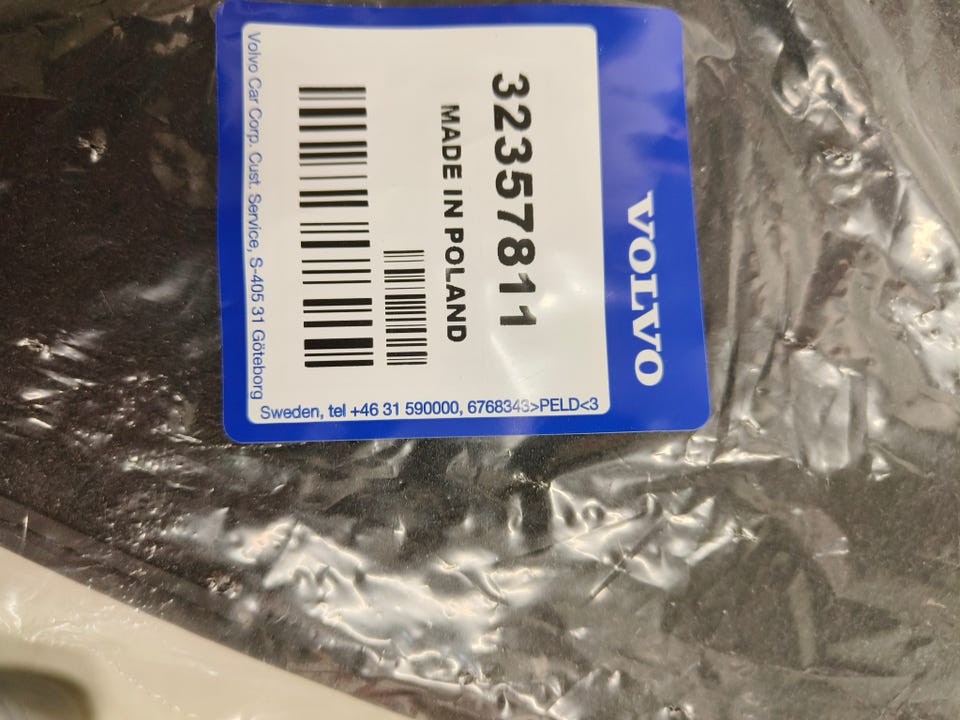 VOLVO
32357811
MADE IN POLAND
Volvo Car Corp. Cust. Service, S-405 31 Göteborg
Sweden, tel +46 31 590000, 6768343>PELD<3